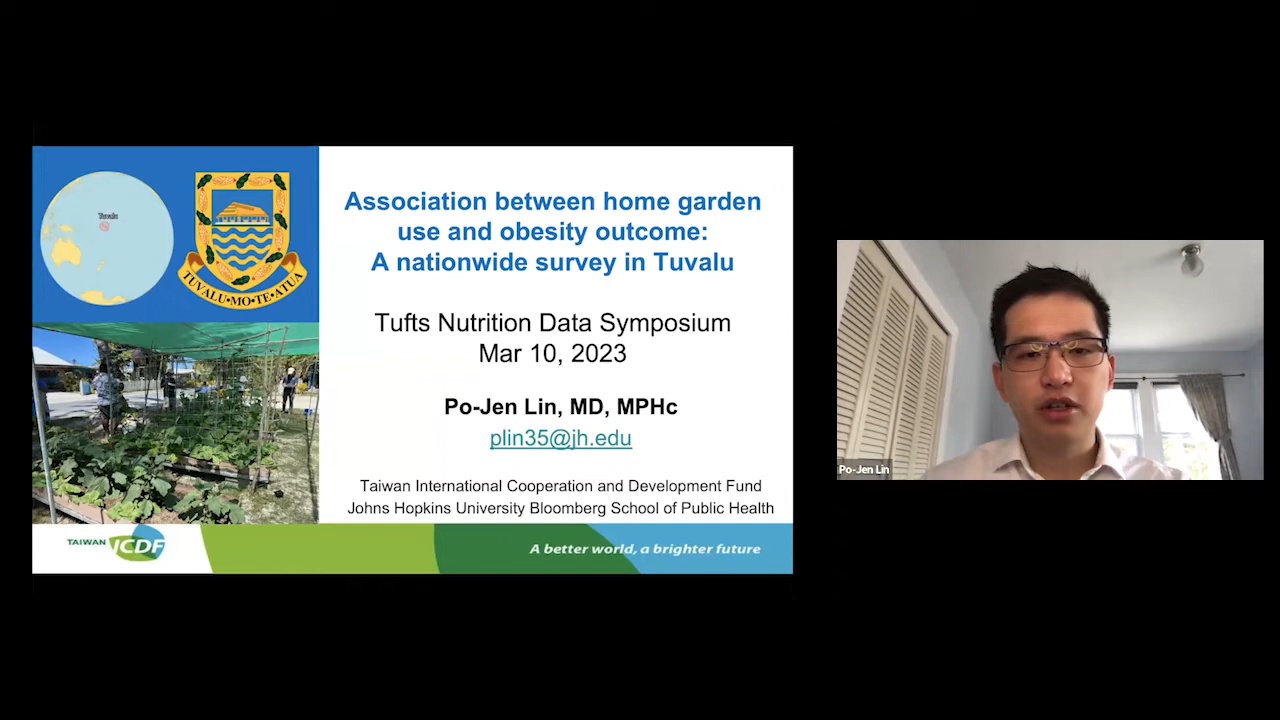 Tuvalu
TUVALU•MO•TE•ATUA
Association between home garden
use and obesity outcome:
A nationwide survey in Tuvalu
Tufts Nutrition Data Symposium
Mar 10, 2023
Po-Jen Lin, MD, MPHc
plin35@jh.edu
Taiwan International Cooperation and Development Fund
Johns Hopkins University Bloomberg School of Public Health
TAIWAN ICDF
A better world, a brighter future
Po-Jen Lin